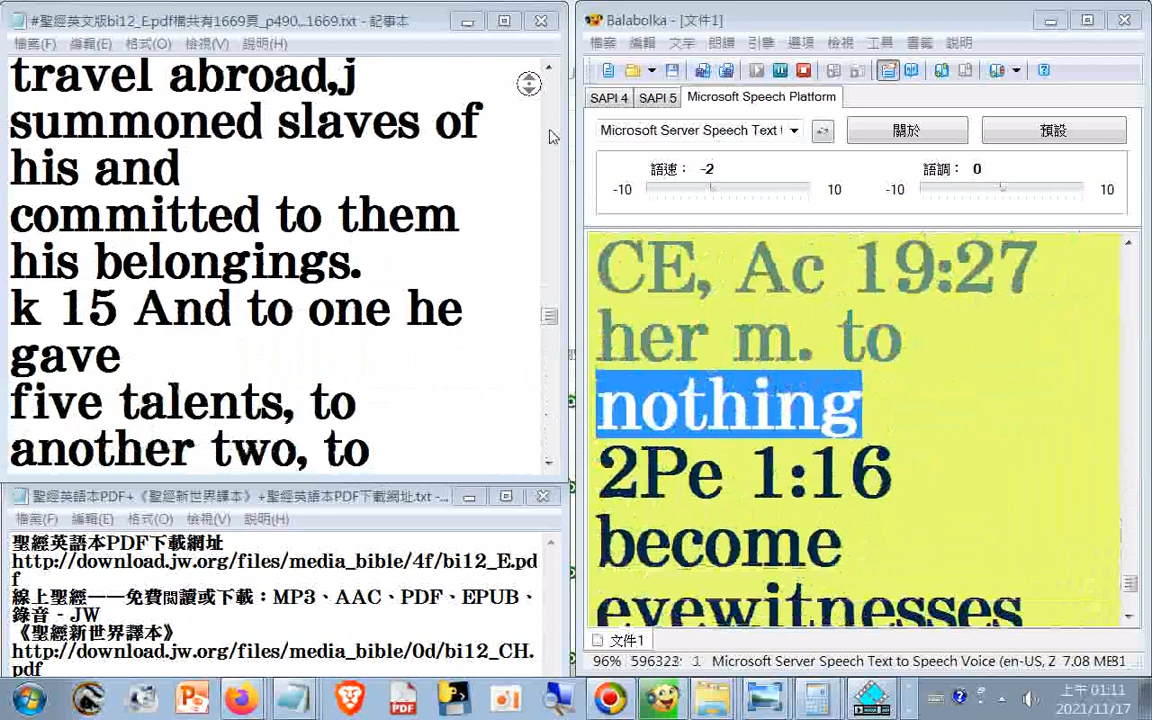 #聖經英文版bi12_E.pdf檔共有1669頁_p490,..1669.txt - 記事本
檔案(F) 編輯(E) 格式(O) 檢視(V) 說明(H)
travel abroad,j
summoned slaves of
his and
committed to them
his belongings.
k 15 And to one he
gave
five talents, to
another two, to
聖經英語本PDF+《聖經新世界譯本》+聖經英語本PDF下載網址.txt -...
檔案(F) 編輯(E) 格式(O) 檢視(V) 說明(H)
聖經英語本PDF下載網址
http://download.jw.org/files/media_bible/4f/bi12_E.pd
f
線上聖經——免費閱讀或下載：MP3、AAC、PDF、EPUB、
錄音 - JW
《聖經新世界譯本》
http://download.jw.org/files/media_bible/0d/bi12_CH.
pdf
Balabolka - [文件1]
檔案 編輯 文字 朗讀 引擎 選項 檢視 工具 書籤 說明
SAPI 4 SAPI 5 Microsoft Speech Platform
Microsoft Server Speech Text 關於 預設
語速： -2 語調： 0
-10 10 -10 10
CE, Ac 19:27
her m. to
nothing
2Pe 1:16
become
eyewitnesses
文件1
96% 596322: 1 Microsoft Server Speech Text to Speech Voice (en-US, Z 7.08 MB
上午 01:11
2021/11/17